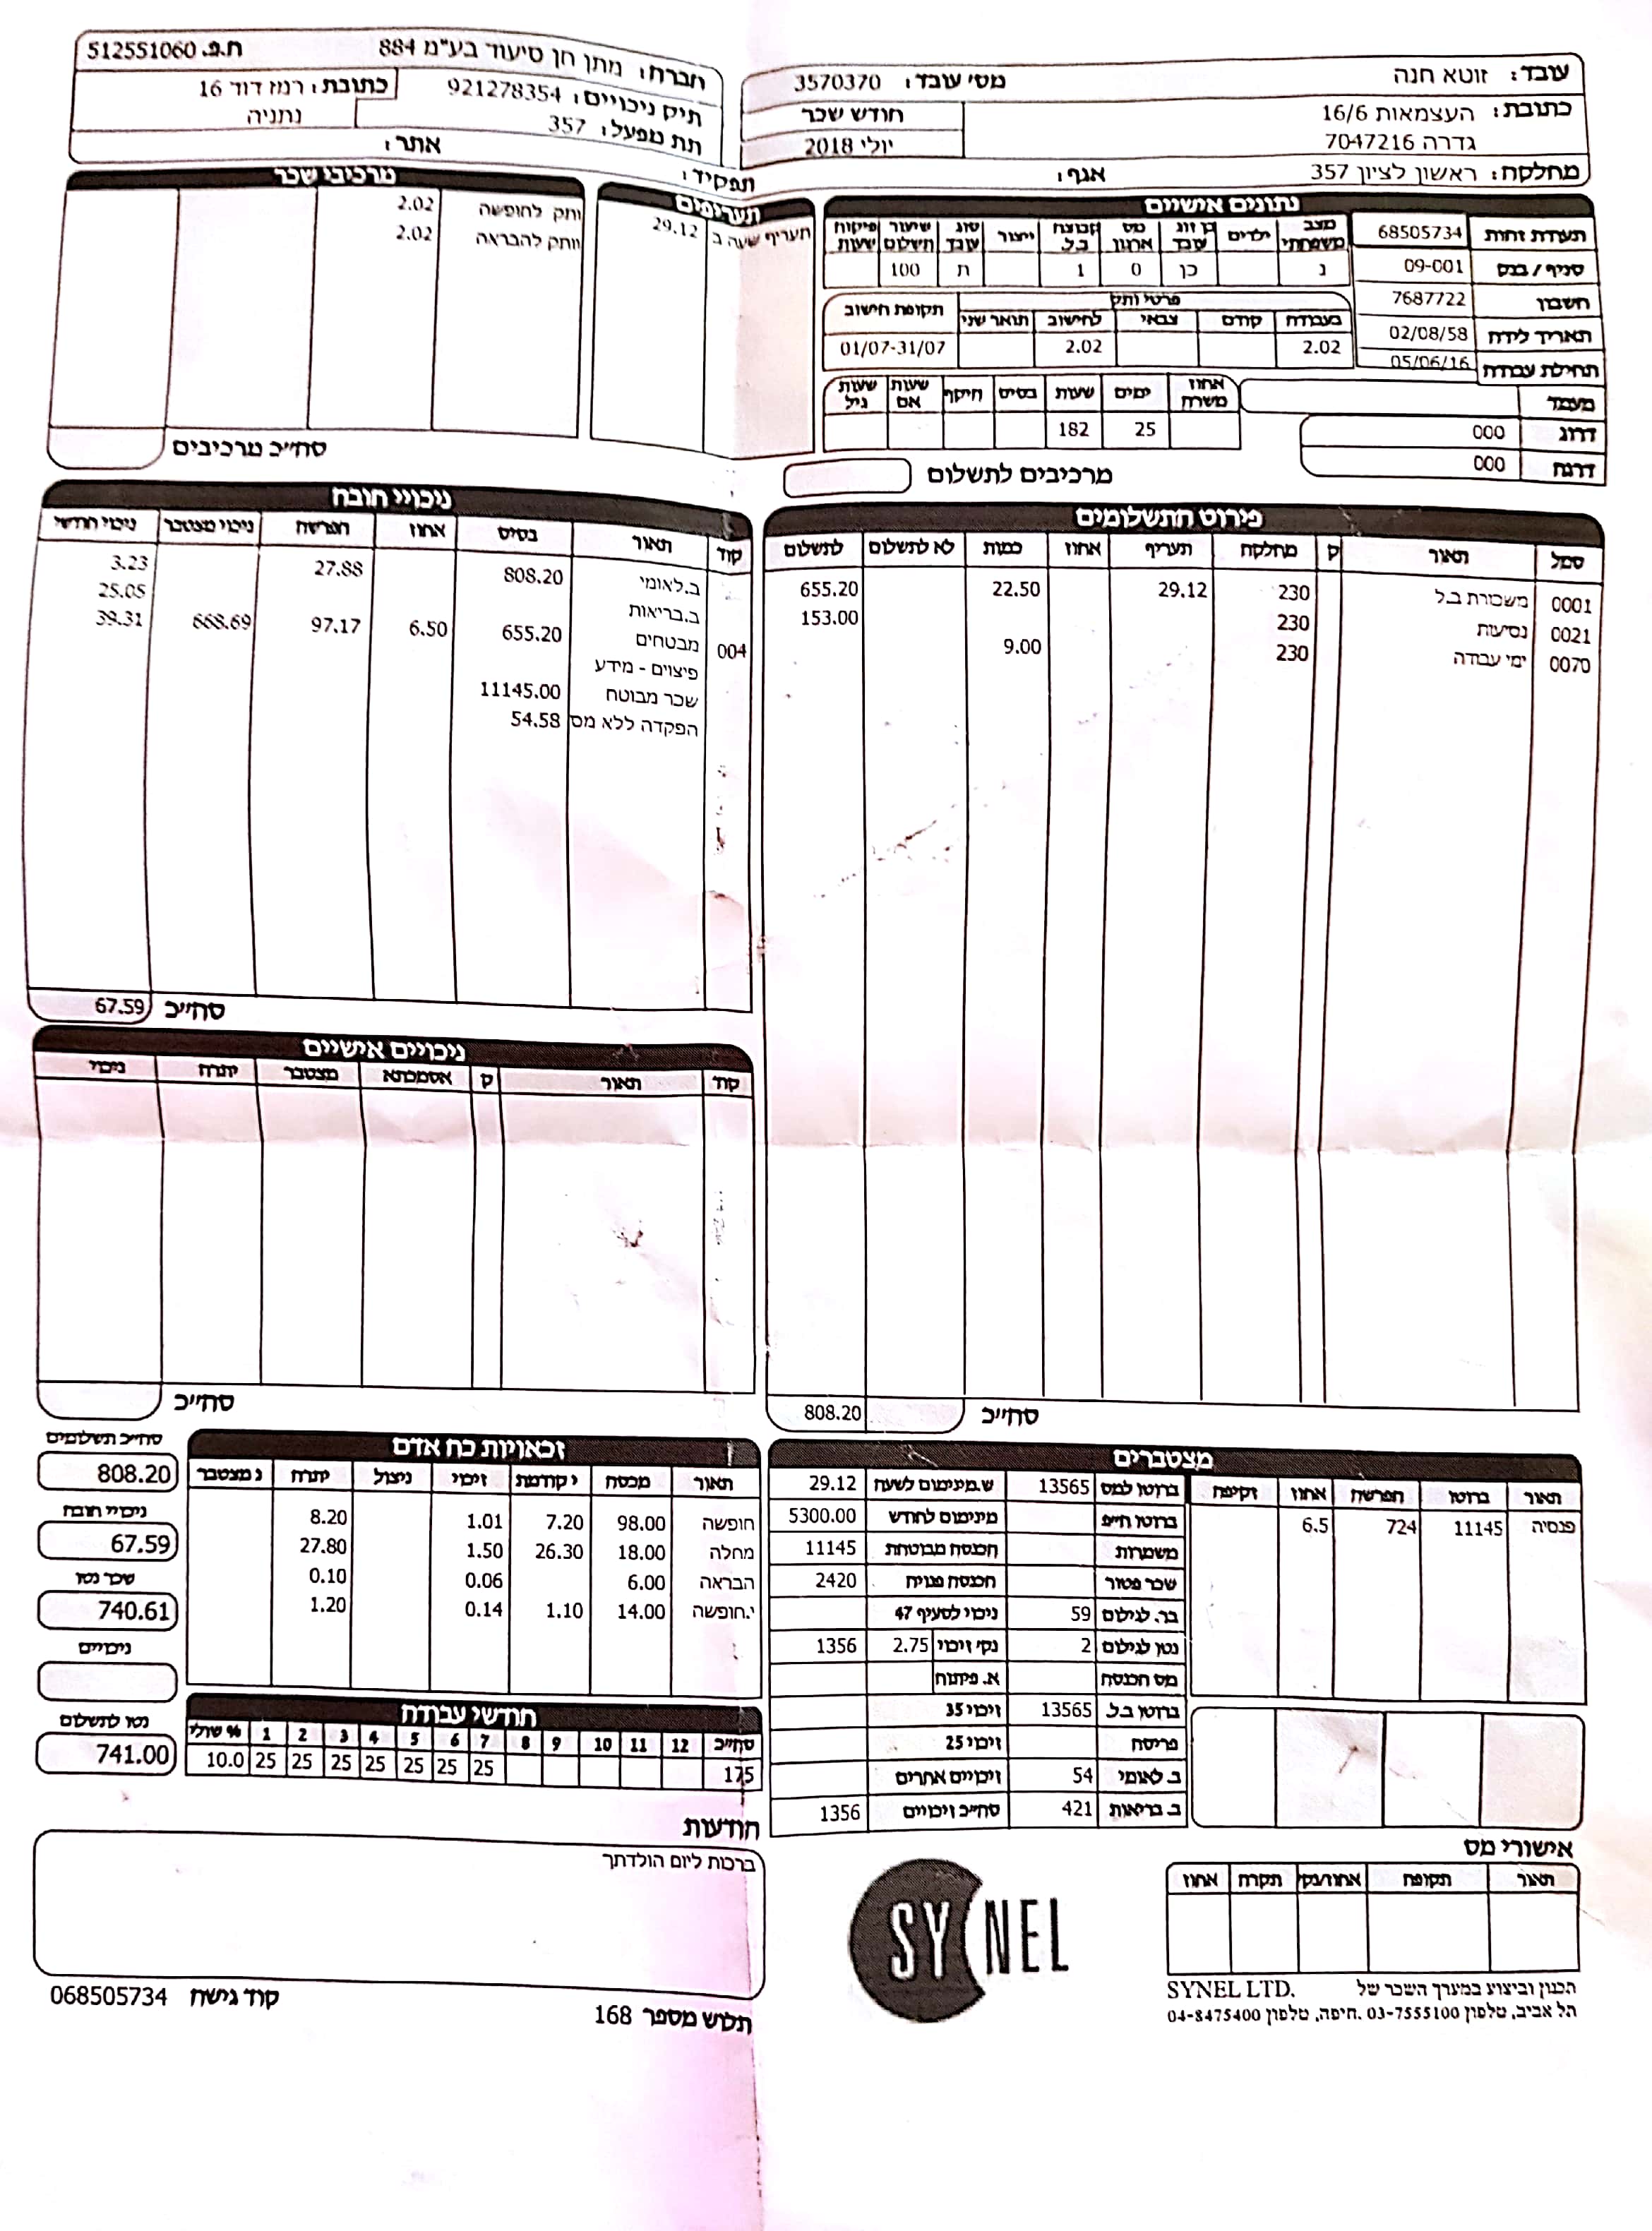 עובד: זוטא חנה מס' עובד: 3570370
כתובת: העצמאות 16/6 חודש שכר
גדרה 7047216 יולי 2018
מחלקה: ראשון לציון 357 אגף:
חברה: מתן חן סיעוד בע"מ 884 ח.פ. 512551060
תיק ניכויים: 921278354 כתובת: רמז דוד 16
תת מפעל: 357 נתניה
אתר:
תפקיד:
נתונים אישיים
תעודת זהות 68505734
סניף / בנק 09-001
חשבון 7687722
תאריד לידה 02/08/58
תחילת עבודה 05/06/16
מעמד
דרוג 000
דרגה 000
מצב משפחתי ילדים בן זוג עובד מס ארגון קבוצת ב.ל ייצור סוג עובד שיעור תשלום פיקוח שעות
נ כן 0 1 ת 100
פרטי ותק תקופת חישוב
בעבודה קודם צבאי לחישוב תואר שני
2.02 2.02 01/07-31/07
אחוז משרה ימים שעות בסיס חיסף שעות אם שעות גיל
25 182
תעריפים
תעריף שעה ב 29.12
מרכיבי שכר
ותק לחופשה 2.02
ותק להבראה 2.02
סה״כ מרכיבים
מרכיבים לתשלום
פירוט התשלומים
סמל תאור ק מחלקה תעריף אחוז כמות לא לתשלום לתשלום
0001 משכורת ב.ל 230 29.12 22.50 655.20
0021 נסיעות 230 153.00
0070 ימי עבודה 230 9.00
סה״כ 808.20
ניכויי חובה
קוד תאור בסיס אחוז הפרשה ניכוי מצטבר ניכוי חודשי
ב.לאומי 808.20 27.88 3.23
ב.בריאות 25.05
004 מבטחים 655.20 6.50 97.17 668.69 39.31
פיצוים - מידע
שכר מבוטח 11145.00
הפקדה ללא מס 54.58
סה״כ 67.59
ניכויים אישיים
קוד תאור ק אסמכתא מצטבר יתרה ניכוי
סה״כ
מצטברים
תאור ברוטו הפרשה אחוז זקיפה
פנסיה 11145 724 6.5
ברוטו למס 13565 ש.מינימום לשעה 29.12
ברוטו ח״פ מינימום לחודש 5300.00
משמרות הכנסה מבוטחת 11145
שכר פטור הכנסה פנויה 2420
בר. לגילום 59 ניכוי לסעיף 47
נטו לגילום 2 נקי זיכוי 2.75 1356
מס הכנסה א. פיתוח
ברוטו ב.ל 13565 זיכוי 35
פריסה זיכוי 25
ב לאומי 54 זיכויים אחרים
ב. בריאות 421 סה״כ זיכויים 1356
זכאויות כח אדם
תאור מכסה י קודמת זיכוי ניצול יתרה נ מצטבר
חופשה 98.00 7.20 1.01 8.20
מחלה 18.00 26.30 1.50 27.80
הבראה 6.00 0.06 0.10
י.חופשה 14.00 1.10 0.14 1.20
סה״כ תשלומים
808.20
ניכויי חובה
67.59
שכר נטו
740.61
ניכויים
נטו לתשלום
741.00
חודשי עבודה
% שולי 1 2 3 4 5 6 7 8 9 10 11 12 סה״כ
10.0 25 25 25 25 25 25 25 175
הודעות
ברכות ליום הולדתך
אישורי מס
תאור תקופה אחוז/נקי תקרה אחוז
SYNEL
תכנון וביצוע במערך השכר של SYNEL LTD.
תל אביב, טלפון 03-7555100 .חיפה, טלפון 04-8475400
תלוש מספר 168 קוד גישה 068505734